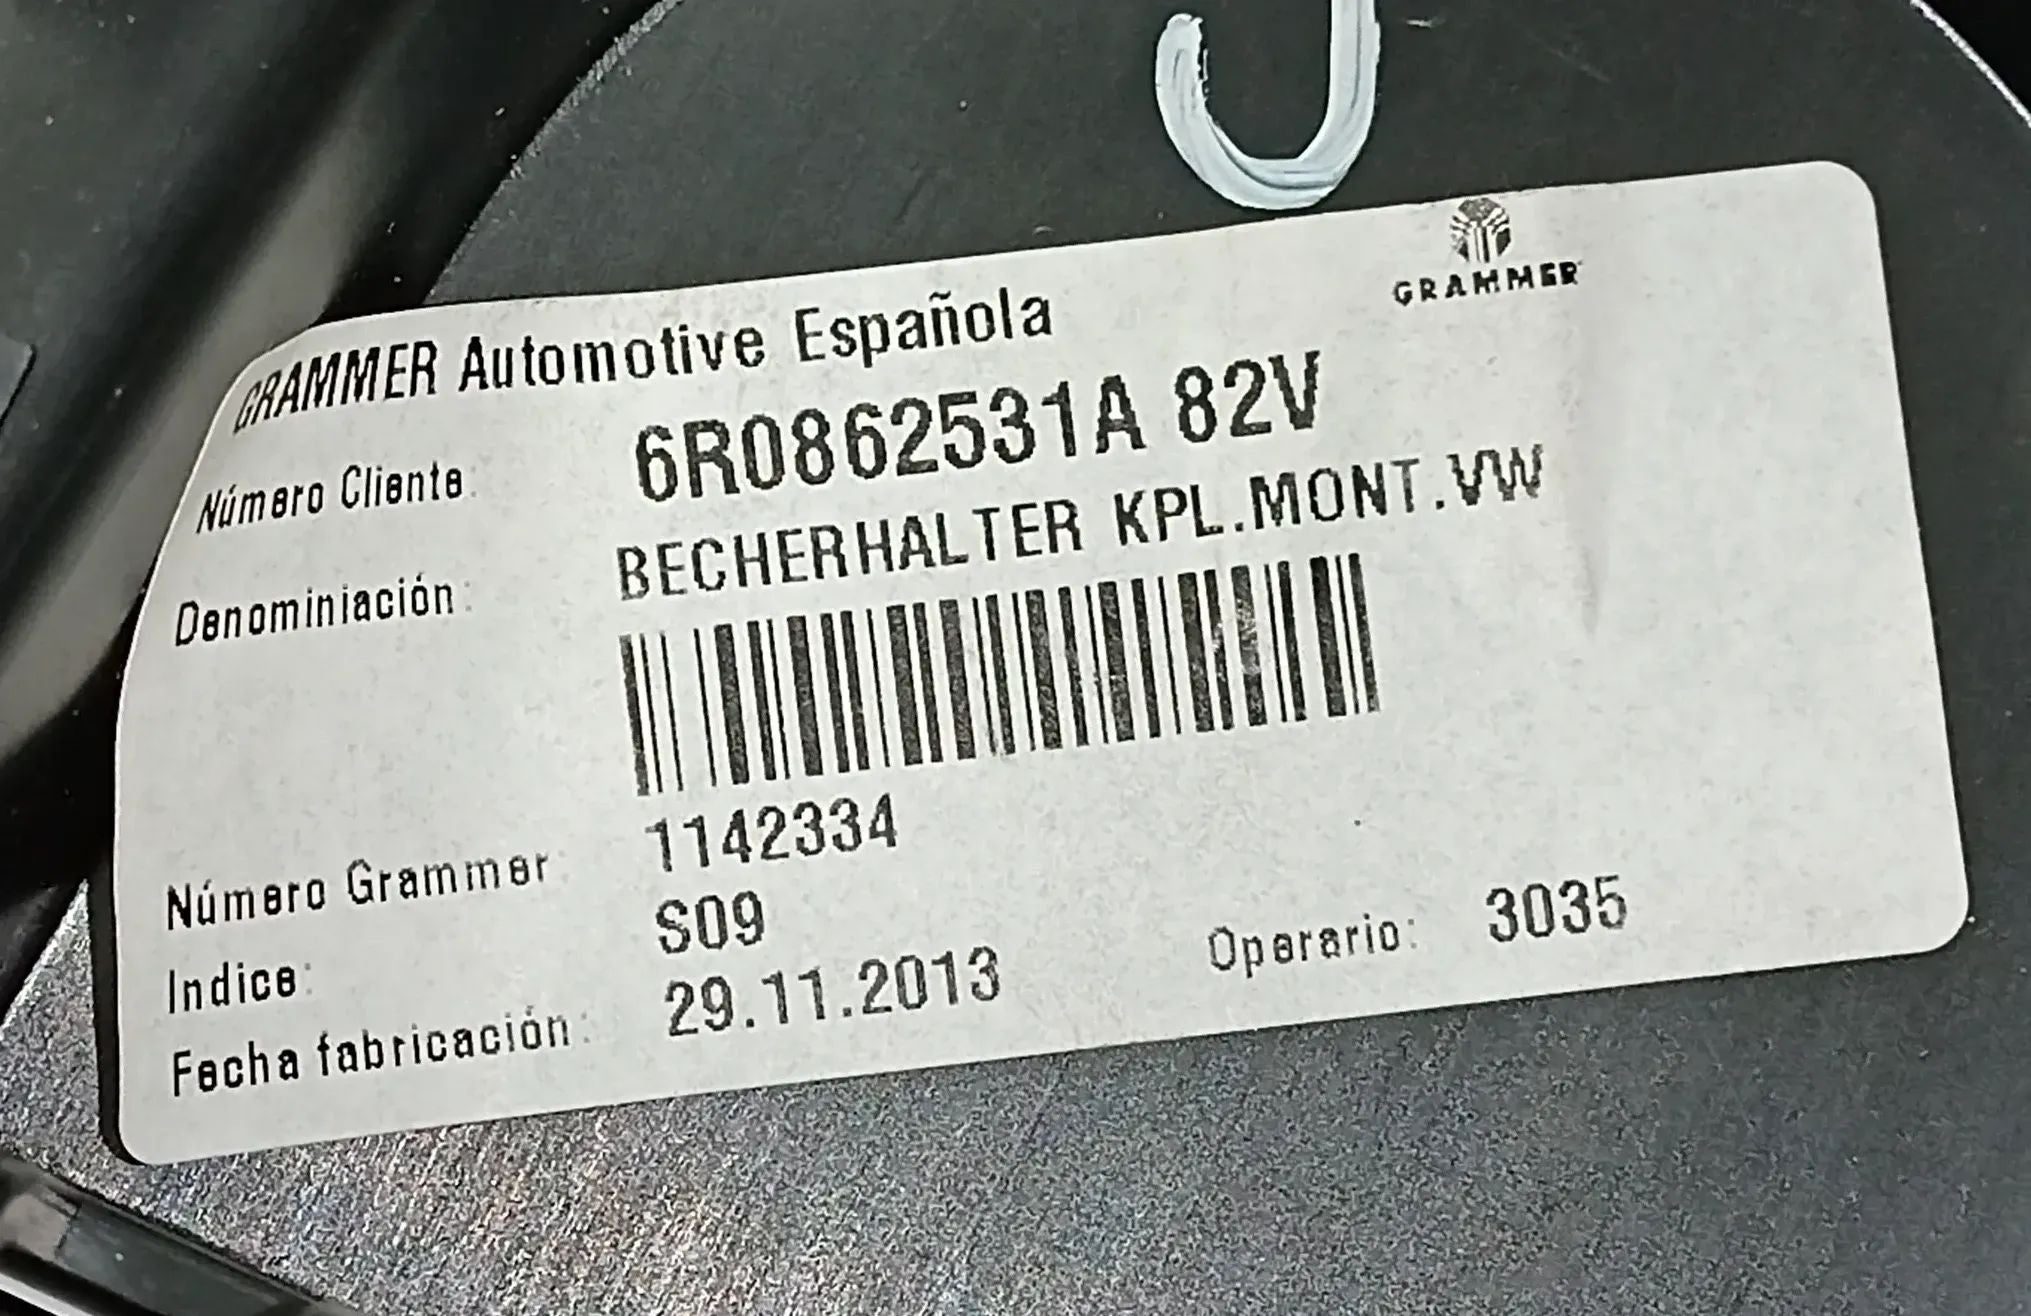 GRAMMER
GRAMMER Automotive Española
Número Cliente: 6R0862531A 82V
Denominiación: BECHERHALTER KPL.MONT.VW
Número Grammer: 1142334
Indice: S09
Fecha fabricación: 29.11.2013 Operario: 3035